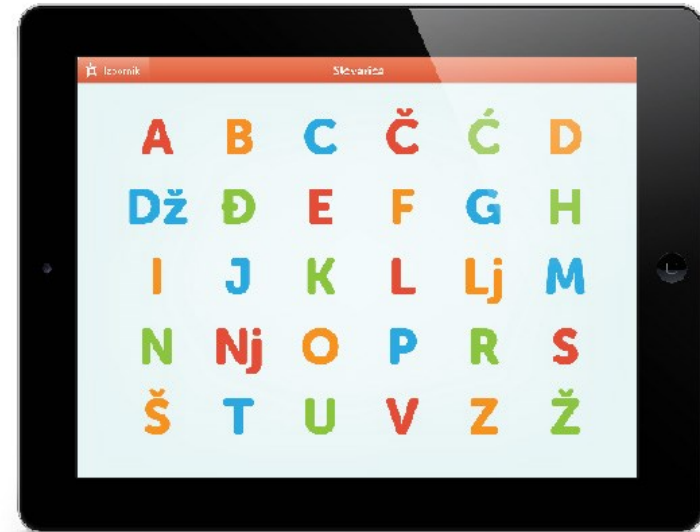 Izbornik Slovarica
A B C Č Ć D
Dž Đ E F G H
I J K L Lj M
N Nj O P R S
Š T U V Z Ž